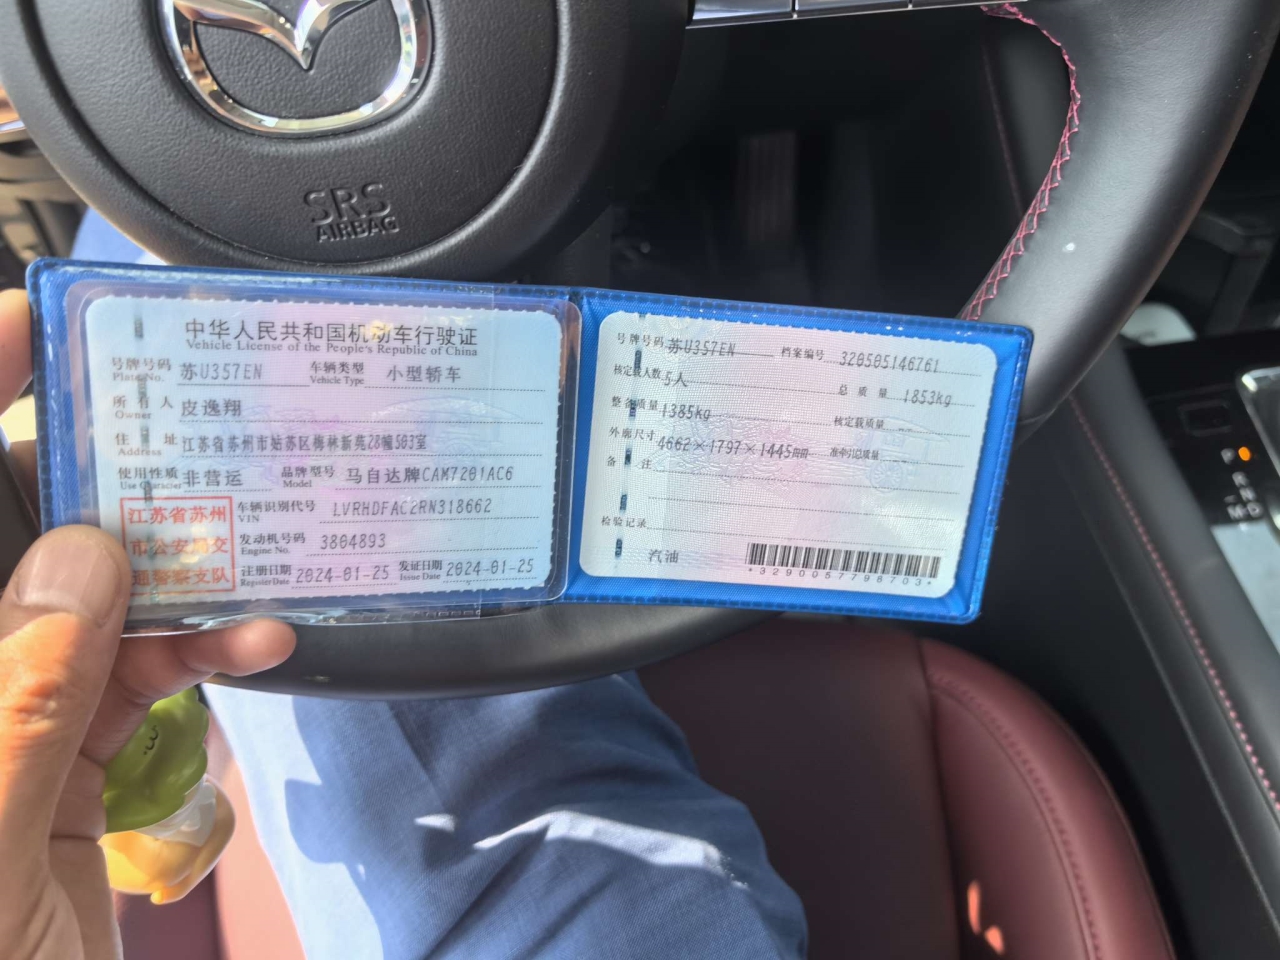 SRS
AIRBAG
中华人民共和国机动车行驶证
Vehicle License of the People's Republic of China
号牌号码 苏U357EN 车辆类型 小型轿车
Plate No. Vehicle Type
所有人 皮逸翔
Owner
住址 江苏省苏州市姑苏区梅林新苑28幢503室
Address
使用性质 非营运 品牌型号 马自达牌CAM7201AC6
Use Character Model
江苏省苏州市公安局交通警察支队
车辆识别代号 LVRHDFAC2RN318662
VIN
发动机号码 3804893
Engine No.
注册日期 2024-01-25 发证日期 2024-01-25
Register Date Issue Date
号牌号码 苏U357EN 档案编号 320505146761
核定载人数 5人 总质量 1853kg
整备质量 1385kg 核定载质量 --
外廓尺寸 4662×1797×1445mm 准牵引总质量 --
备注
检验记录
汽油
*3290057798703*
P
R
N
M D